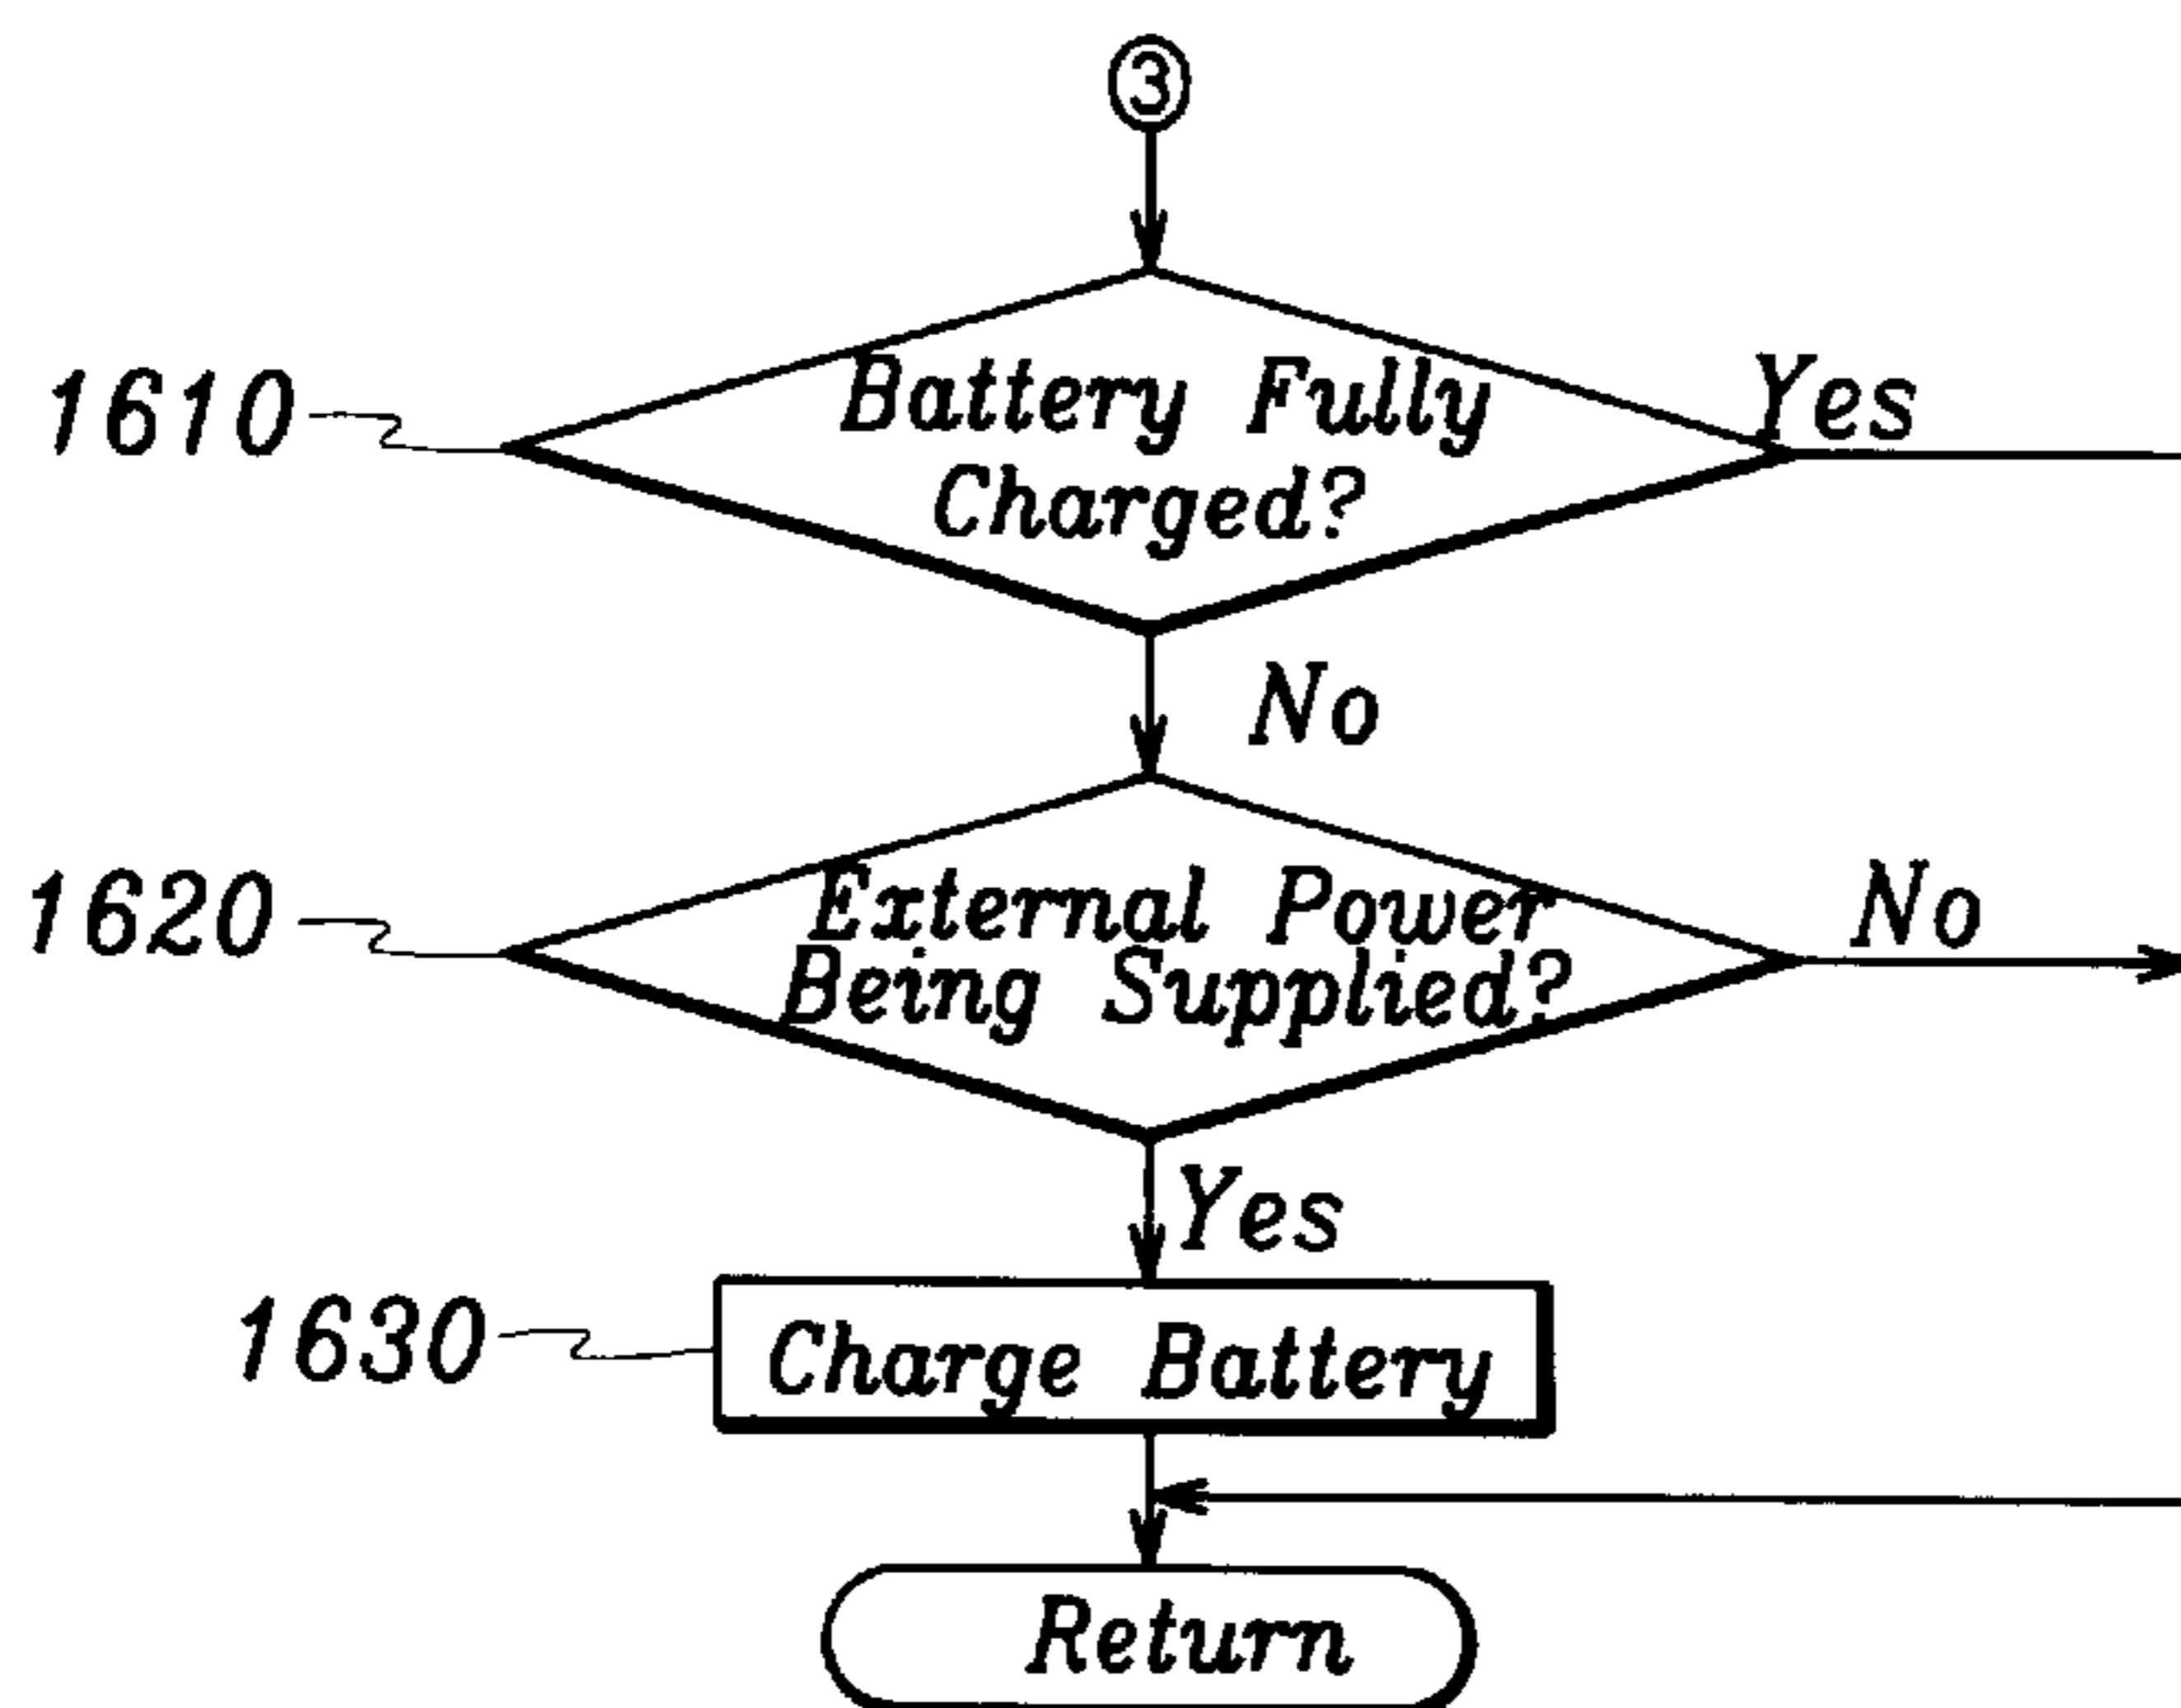 3
1610
Battery Fully
Charged?
Yes
No
1620
External Power
Being Supplied?
No
Yes
1630
Charge Battery
Return